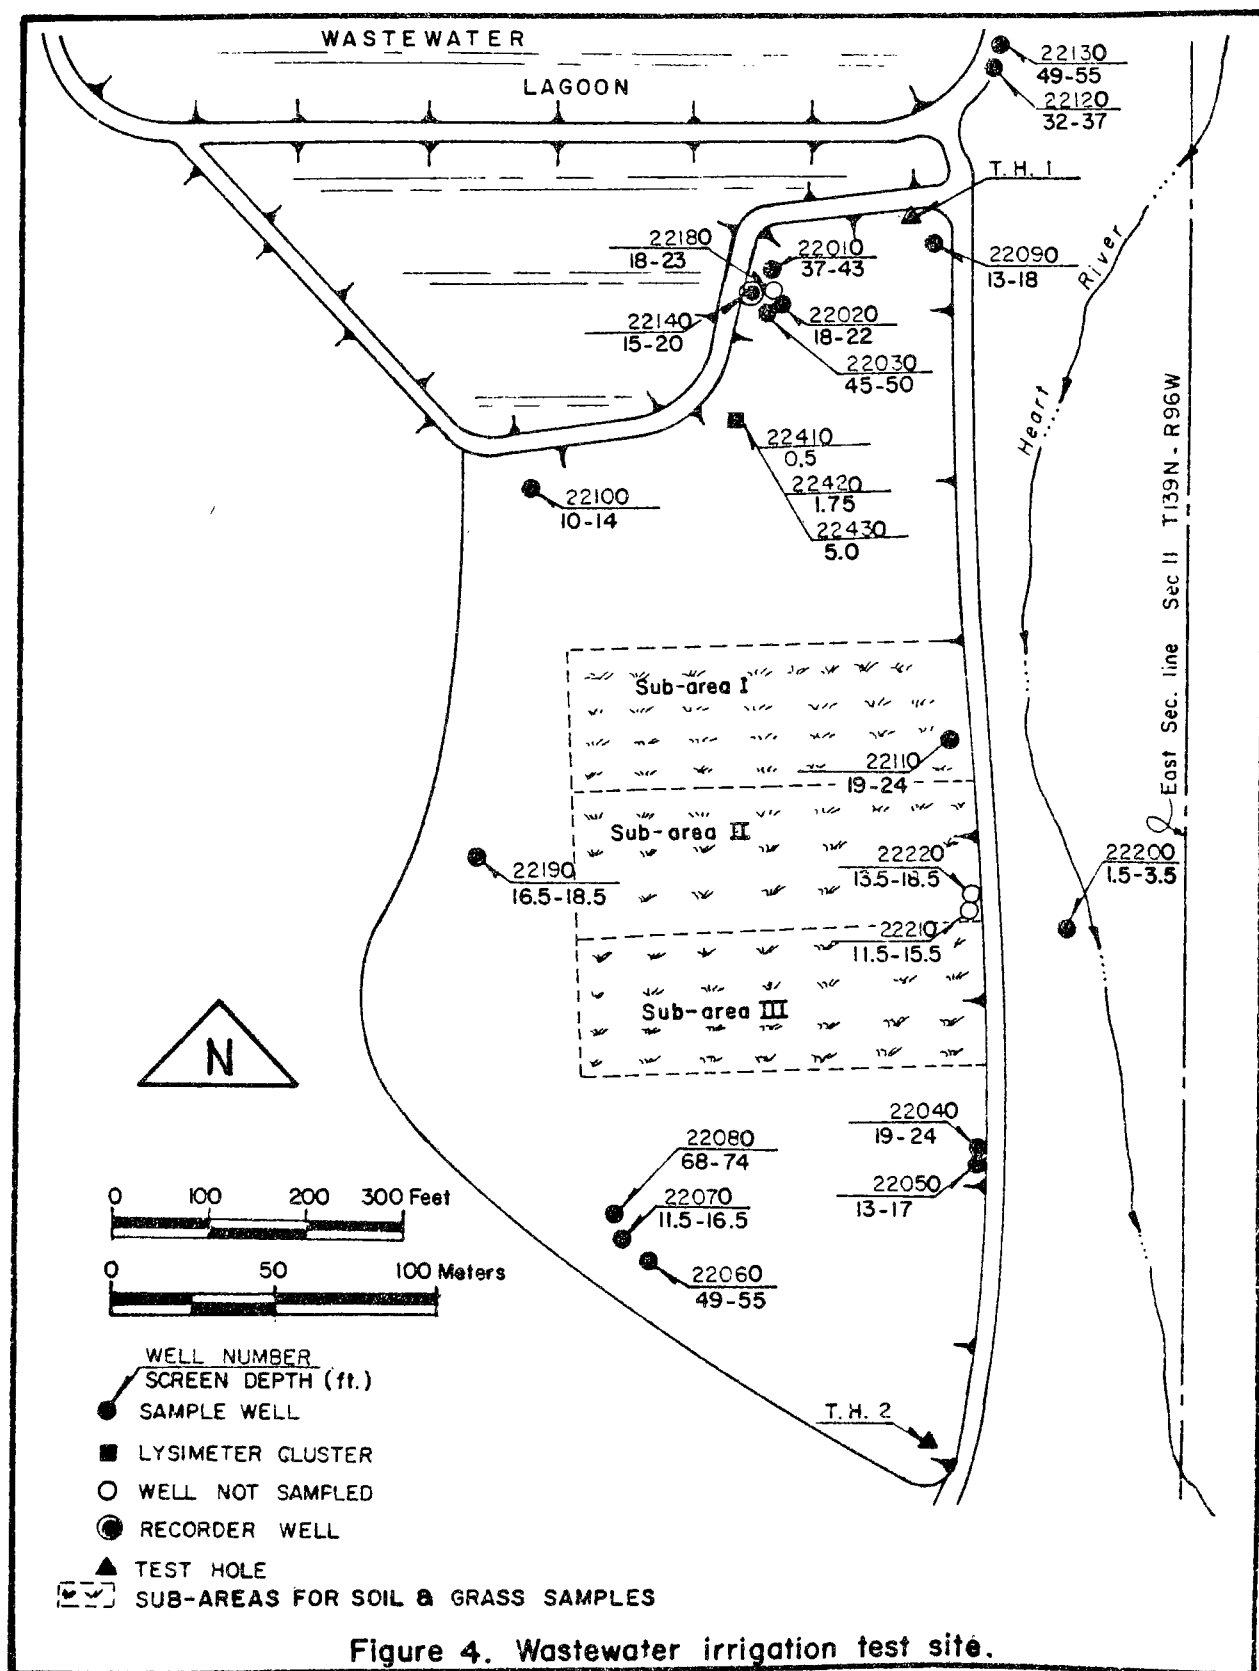 WASTEWATER
LAGOON
22130
49-55
22120
32-37
T.H. 1
22180
18-23
22010
37-43
22090
13-18
River
22140
15-20
22020
18-22
22030
45-50
Heart
22410
0.5
22420
1.75
22430
5.0
22100
10-14
East Sec. line Sec 11 T139N - R96W
Sub-area I
22110
19-24
Sub-area II
22220
13.5-18.5
22200
1.5-3.5
22190
16.5-18.5
22210
11.5-15.5
Sub-area III
N
22040
19-24
22080
68-74
22050
13-17
22070
11.5-16.5
22060
49-55
0 100 200 300 Feet
0 50 100 Meters
WELL NUMBER
SCREEN DEPTH (ft.)
SAMPLE WELL
LYSIMETER CLUSTER
WELL NOT SAMPLED
RECORDER WELL
TEST HOLE
SUB-AREAS FOR SOIL & GRASS SAMPLES
T.H. 2
Figure 4. Wastewater irrigation test site.